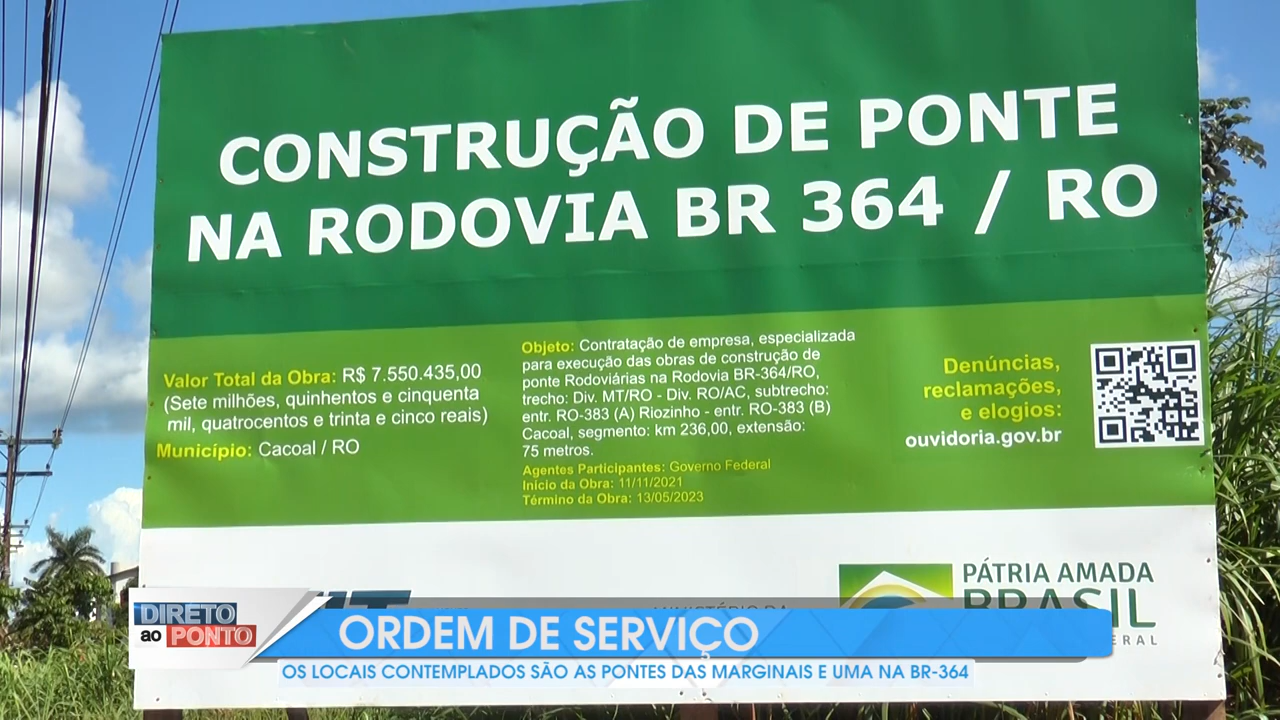 CONSTRUÇÃO DE PONTE
NA RODOVIA BR 364 / RO
Valor Total da Obra: R$ 7.550.435,00
(Sete milhões, quinhentos e cinquenta
mil, quatrocentos e trinta e cinco reais)
Município: Cacoal / RO
Objeto: Contratação de empresa, especializada
para execução das obras de construção de
ponte Rodoviárias na Rodovia BR-364/RO,
trecho: Div. MT/RO - Div. RO/AC, subtrecho:
entr. RO-383 (A) Riozinho - entr. RO-383 (B)
Cacoal, segmento: km 236,00, extensão:
75 metros.
Agentes Participantes: Governo Federal
Início da Obra: 11/11/2021
Término da Obra: 13/05/2023
Denúncias,
reclamações,
e elogios:
ouvidoria.gov.br
PÁTRIA AMADA
BRASIL
DIRETO
ao PONTO
ORDEM DE SERVIÇO
OS LOCAIS CONTEMPLADOS SÃO AS PONTES DAS MARGINAIS E UMA NA BR-364